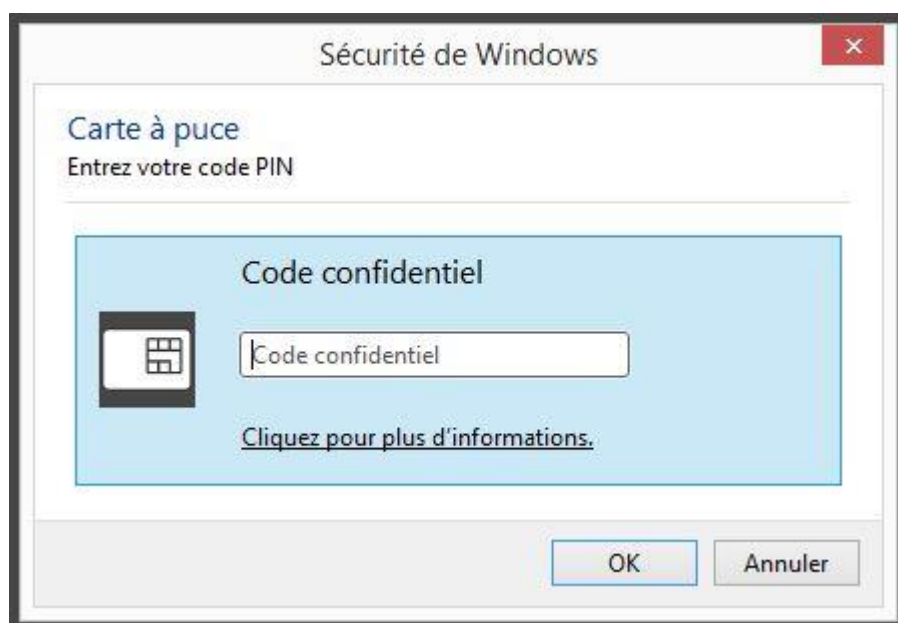 Sécurité de Windows
Carte à puce
Entrez votre code PIN
Code confidentiel
Code confidentiel
Cliquez pour plus d'informations.
OK
Annuler